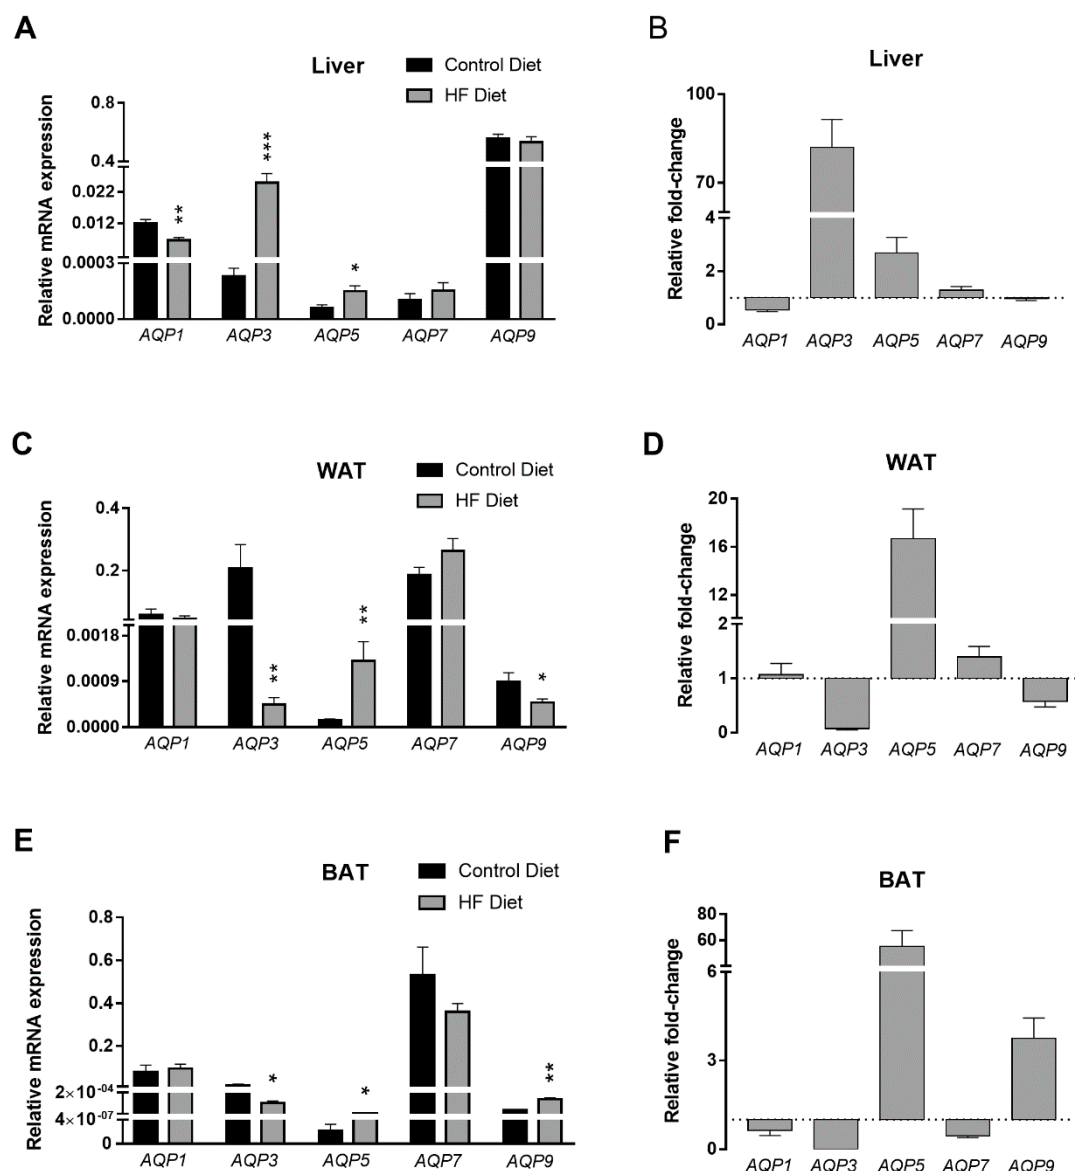 A
Liver
Control Diet
HF Diet
Relative mRNA expression
0.8
0.4
0.022
0.012
0.0003
0.0000
**
***
*
AQP1 AQP3 AQP5 AQP7 AQP9
B
Liver
Relative fold-change
100
70
4
2
0
AQP1 AQP3 AQP5 AQP7 AQP9
C
WAT
Control Diet
HF Diet
Relative mRNA expression
0.4
0.2
0.0018
0.0009
0.0000
**
**
*
AQP1 AQP3 AQP5 AQP7 AQP9
D
WAT
Relative fold-change
20
16
12
2
1
0
AQP1 AQP3 AQP5 AQP7 AQP9
E
BAT
Control Diet
HF Diet
Relative mRNA expression
0.8
0.6
0.4
0.2
2×10⁻⁰⁴
4×10⁻⁰⁷
0
*
*
**
AQP1 AQP3 AQP5 AQP7 AQP9
F
BAT
Relative fold-change
80
60
6
3
0
AQP1 AQP3 AQP5 AQP7 AQP9